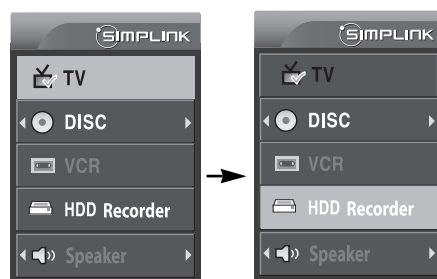 SIMPLINK
TV
DISC
VCR
HDD Recorder
Speaker
SIMPLINK
TV
DISC
VCR
HDD Recorder
Speaker